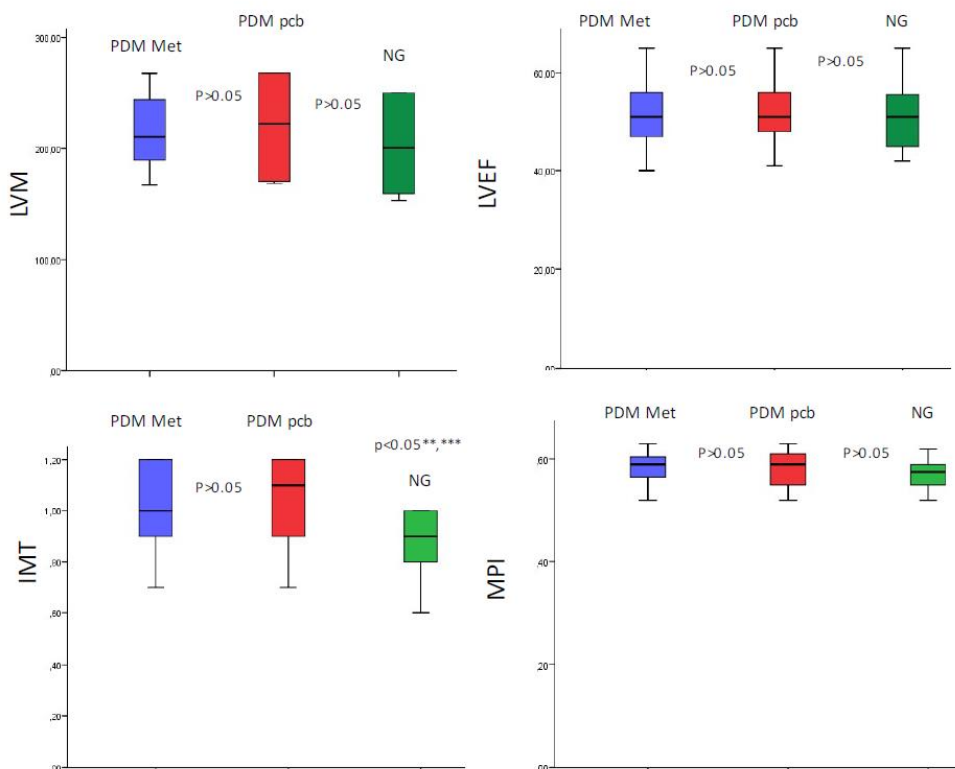 PDM pcb
PDM Met
NG
P>0.05
P>0.05
300,00
200,00
100,00
,00
LVM
PDM Met
PDM pcb
NG
P>0.05
P>0.05
60,00
40,00
20,00
,00
LVEF
PDM Met
PDM pcb
p<0.05**,***
NG
P>0.05
1,20
1,00
,80
,60
,40
,20
,00
IMT
PDM Met
PDM pcb
NG
P>0.05
P>0.05
,60
,40
,20
,00
MPI